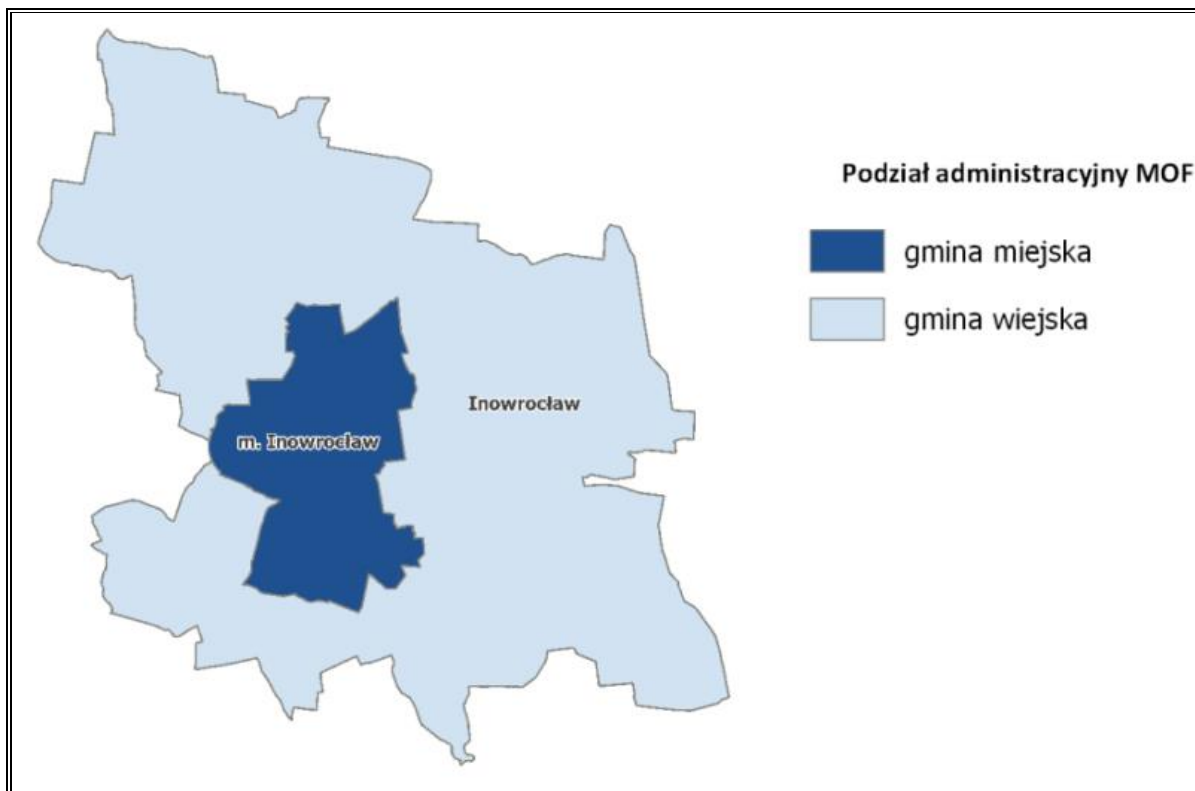 Podział administracyjny MOF
gmina miejska
gmina wiejska
Inowrocław
m. Inowrocław